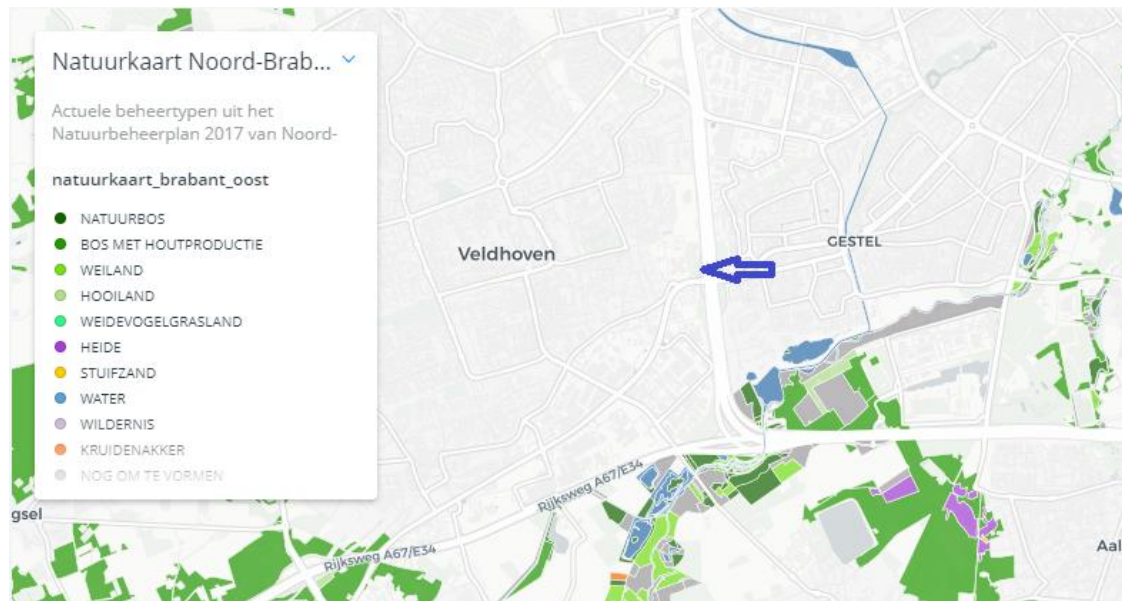 Natuurkaart Noord-Brab...
Actuele beheertypen uit het
Natuurbeheerplan 2017 van Noord-
natuurkaart_brabant_oost
NATUURBOS
BOS MET HOUTPRODUCTIE
WEILAND
HOOILAND
WEIDEVOGELGRASLAND
HEIDE
STUIFZAND
WATER
WILDERNIS
KRUIDENAKKER
NOG OM TE VORMEN
Veldhoven
GESTEL
Rijksweg A67/E34
gsel
Rijksweg A67/E34
Aal